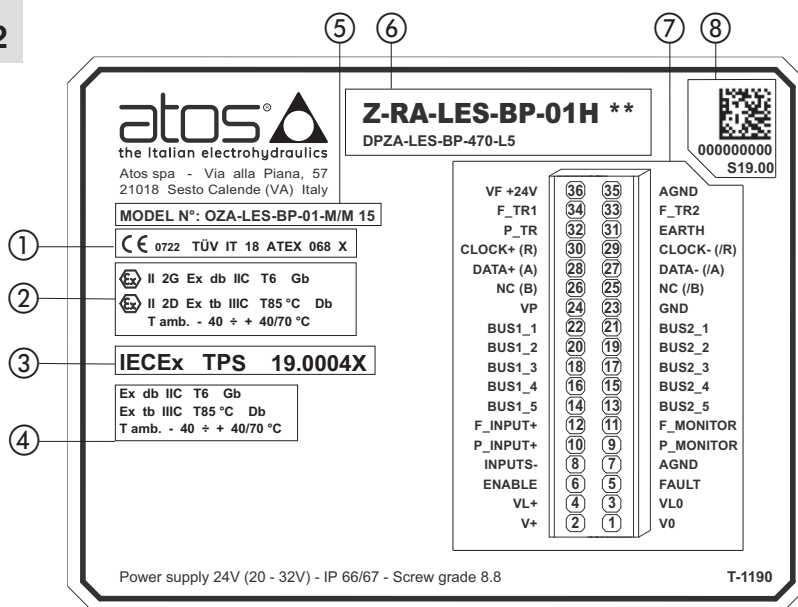 2
⑤ ⑥ ⑦ ⑧
atos®
the Italian electrohydraulics
Atos spa - Via alla Piana, 57
21018 Sesto Calende (VA) Italy
MODEL N°: OZA-LES-BP-01-M/M 15
①
CE 0722 TÜV IT 18 ATEX 068 X
②
Ex II 2G Ex db IIC T6 Gb
Ex II 2D Ex tb IIIC T85 °C Db
T amb. - 40 ÷ + 40/70 °C
③
IECEx TPS 19.0004X
④
Ex db IIC T6 Gb
Ex tb IIIC T85 °C Db
T amb. - 40 ÷ + 40/70 °C
Z-RA-LES-BP-01H **
DPZA-LES-BP-470-L5
000000000
S19.00
VF +24V 36 35 AGND
F_TR1 34 33 F_TR2
P_TR 32 31 EARTH
CLOCK+ (R) 30 29 CLOCK- (/R)
DATA+ (A) 28 27 DATA- (/A)
NC (B) 26 25 NC (/B)
VP 24 23 GND
BUS1_1 22 21 BUS2_1
BUS1_2 20 19 BUS2_2
BUS1_3 18 17 BUS2_3
BUS1_4 16 15 BUS2_4
BUS1_5 14 13 BUS2_5
F_INPUT+ 12 11 F_MONITOR
P_INPUT+ 10 9 P_MONITOR
INPUTS- 8 7 AGND
ENABLE 6 5 FAULT
VL+ 4 3 VL0
V+ 2 1 V0
Power supply 24V (20 - 32V) - IP 66/67 - Screw grade 8.8
T-1190